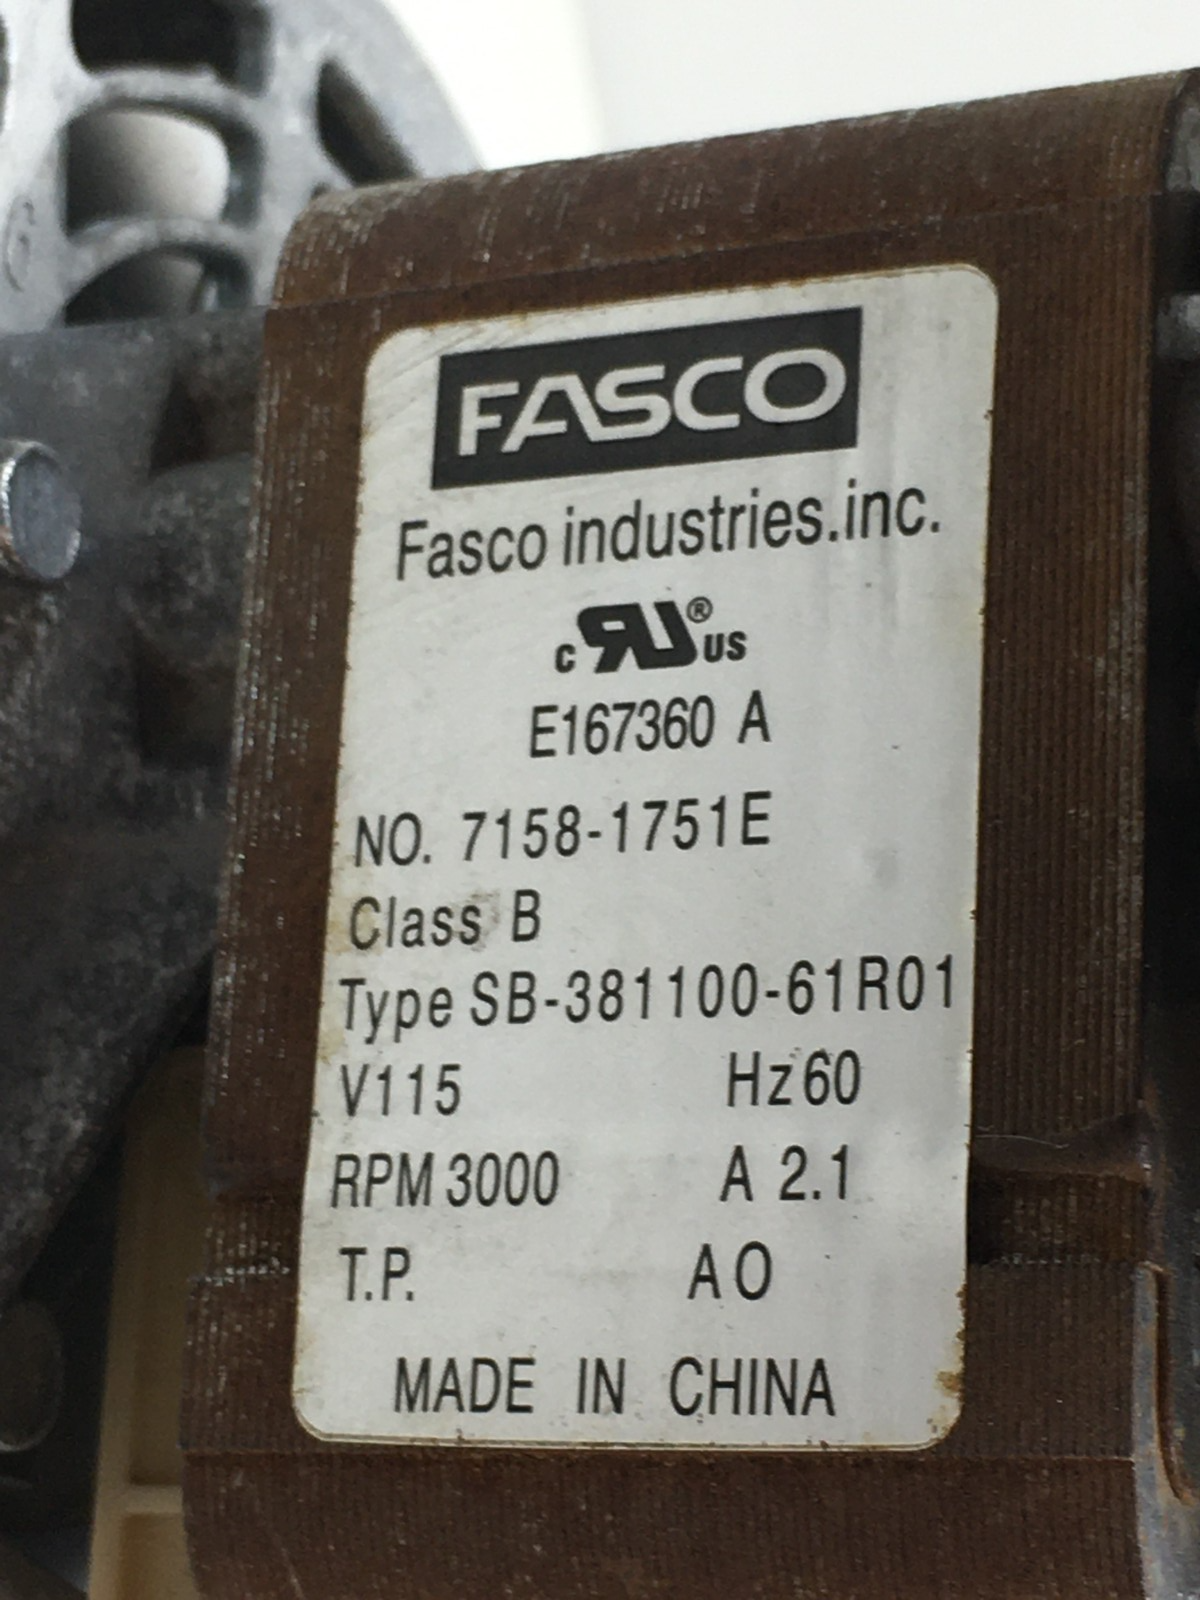 FASCO
Fasco industries.inc.
c RU® US
E167360 A
NO. 7158-1751E
Class B
Type SB-381100-61R01
V115 Hz60
RPM 3000 A 2.1
T.P. A O
MADE IN CHINA